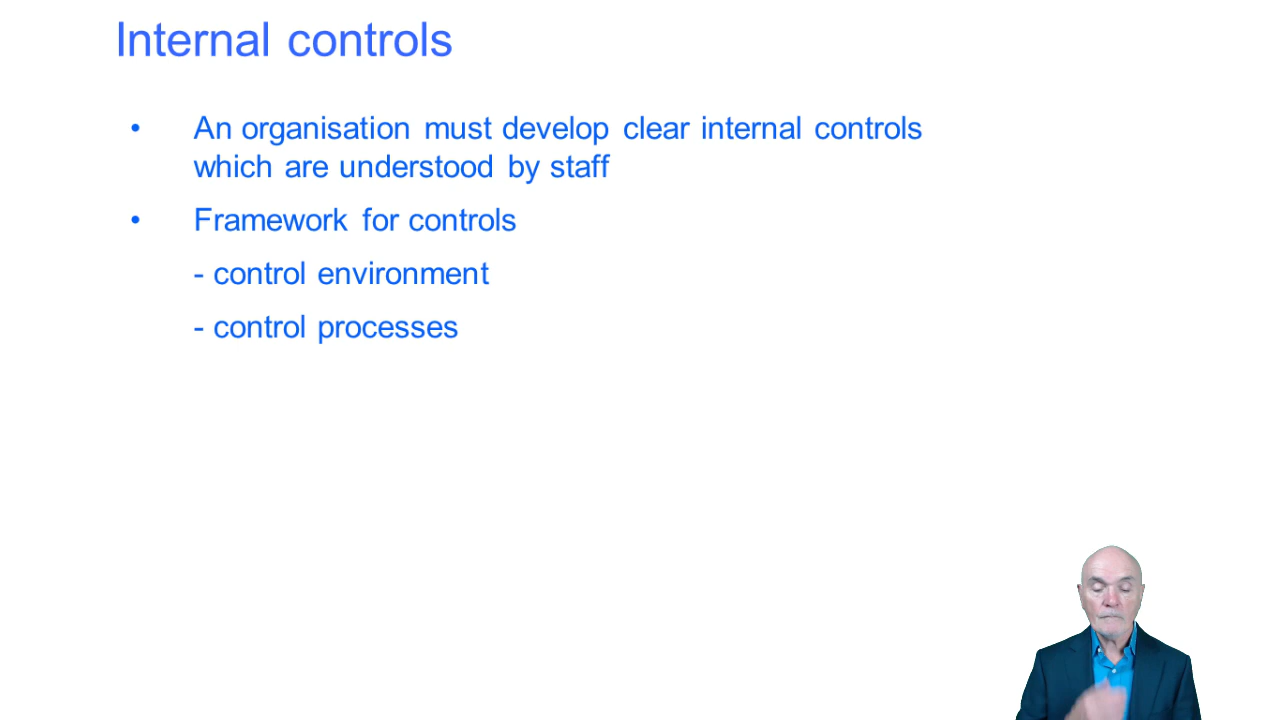 Internal controls
• An organisation must develop clear internal controls
which are understood by staff
• Framework for controls
- control environment
- control processes